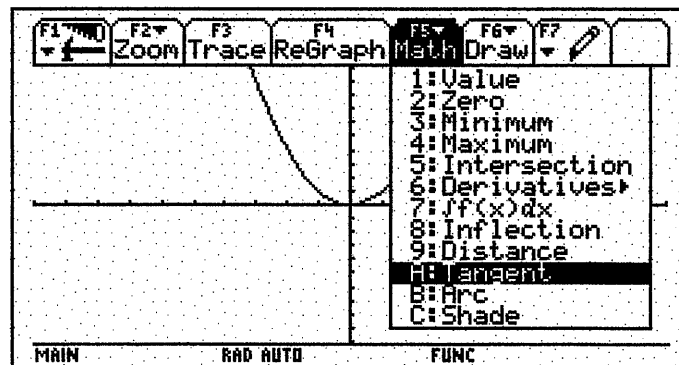 F1 F2 F3 F4 F5 F6 F7
Zoom Trace ReGraph Math Draw
1:Value
2:Zero
3:Minimum
4:Maximum
5:Intersection
6:Derivatives▸
7:∫f(x)dx
8:Inflection
9:Distance
A:Tangent
B:Arc
C:Shade
MAIN RAD AUTO FUNC